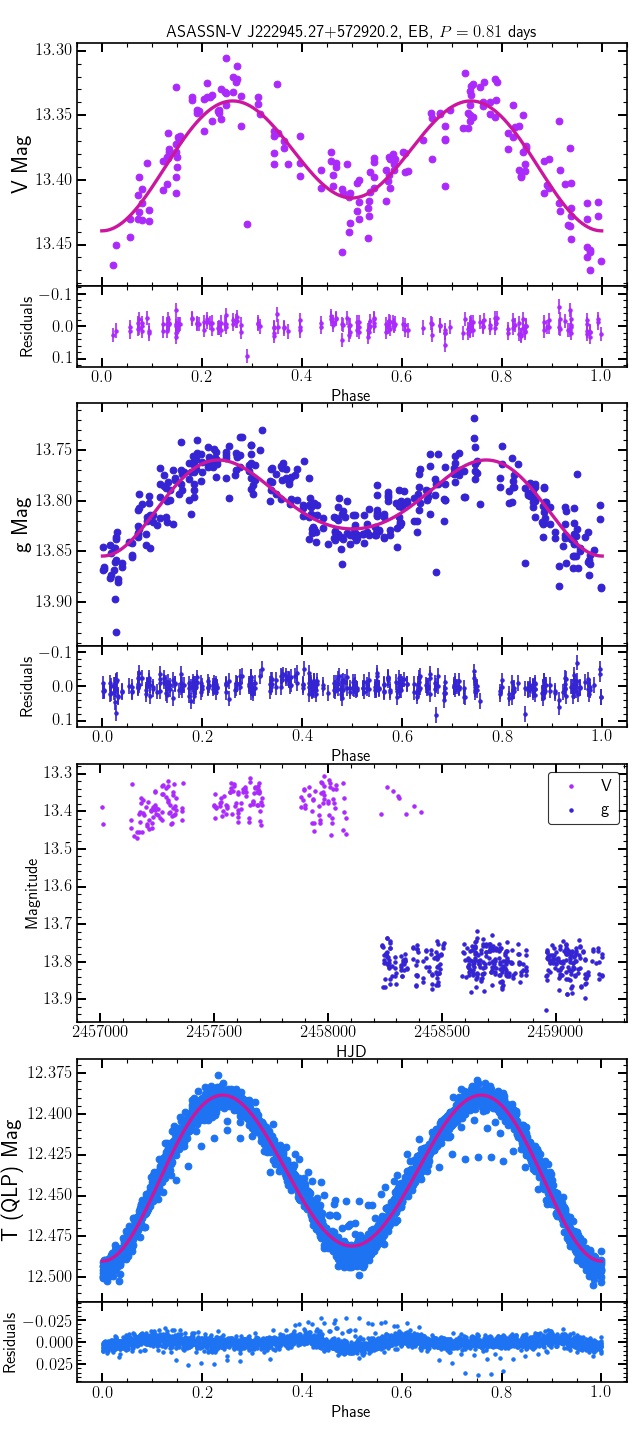 ASASSN-V J222945.27+572920.2, EB, P = 0.81 days
13.30
13.35
13.40
13.45
V Mag
−0.1
0.0
0.1
Residuals
0.0 0.2 0.4 0.6 0.8 1.0
Phase
13.75
13.80
13.85
13.90
g Mag
−0.1
0.0
0.1
Residuals
0.0 0.2 0.4 0.6 0.8 1.0
Phase
13.3
13.4
13.5
13.6
13.7
13.8
13.9
Magnitude
V
g
2457000 2457500 2458000 2458500 2459000
HJD
12.375
12.400
12.425
12.450
12.475
12.500
T (QLP) Mag
−0.025
0.000
0.025
Residuals
0.0 0.2 0.4 0.6 0.8 1.0
Phase